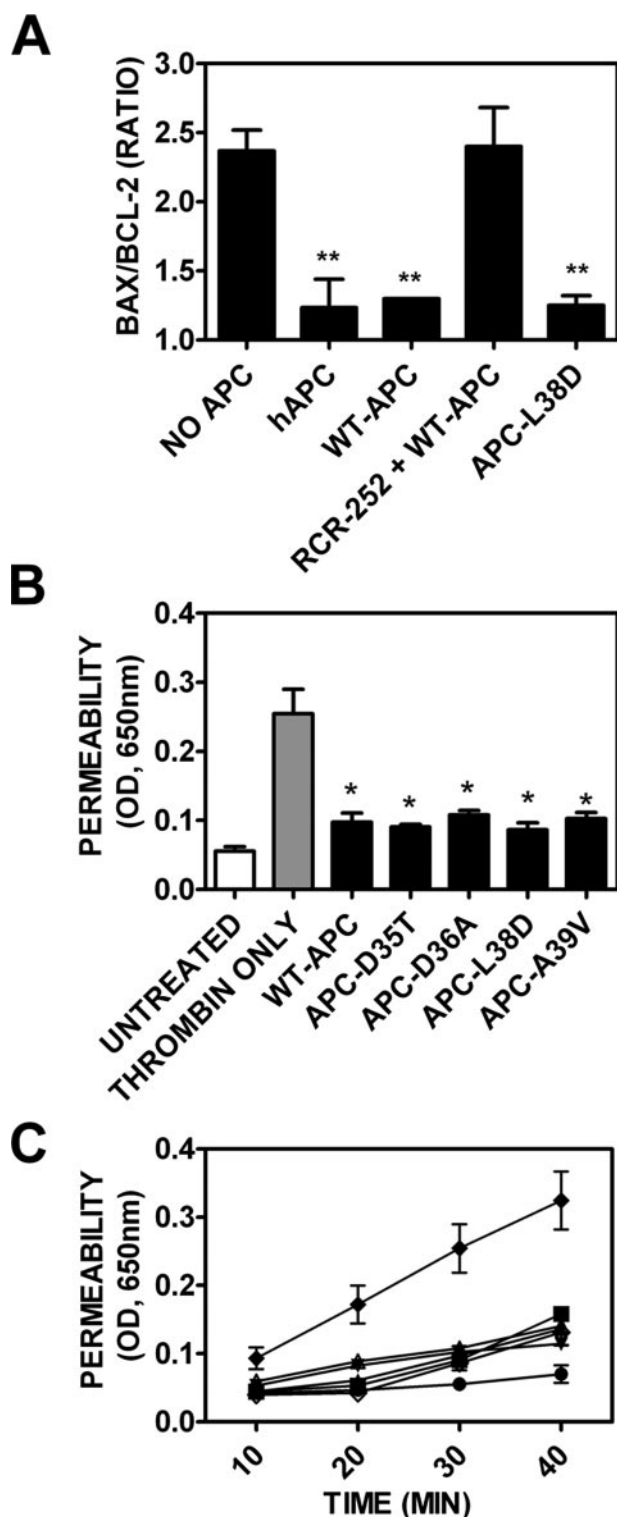 A
BAX/BCL-2 (RATIO)
3.0
2.5
2.0
1.5
1.0
**
**
**
NO APC
hAPC
WT-APC
RCR-252 + WT-APC
APC-L38D
B
PERMEABILITY
(OD, 650nm)
0.4
0.3
0.2
0.1
0.0
*
*
*
*
*
UNTREATED
THROMBIN ONLY
WT-APC
APC-D35T
APC-D36A
APC-L38D
APC-A39V
C
PERMEABILITY
(OD, 650nm)
0.4
0.3
0.2
0.1
0.0
10
20
30
40
TIME (MIN)